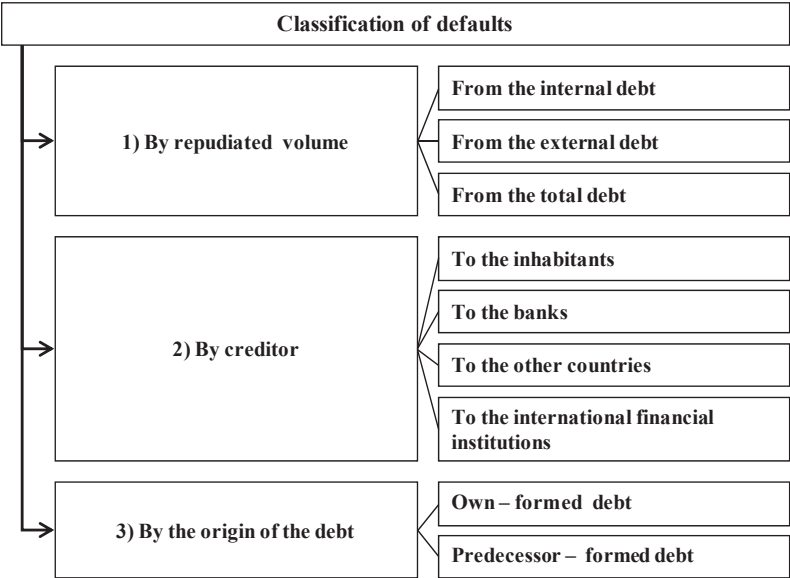 Classification of defaults
1) By repudiated volume
From the internal debt
From the external debt
From the total debt
2) By creditor
To the inhabitants
To the banks
To the other countries
To the international financial
institutions
3) By the origin of the debt
Own – formed debt
Predecessor – formed debt